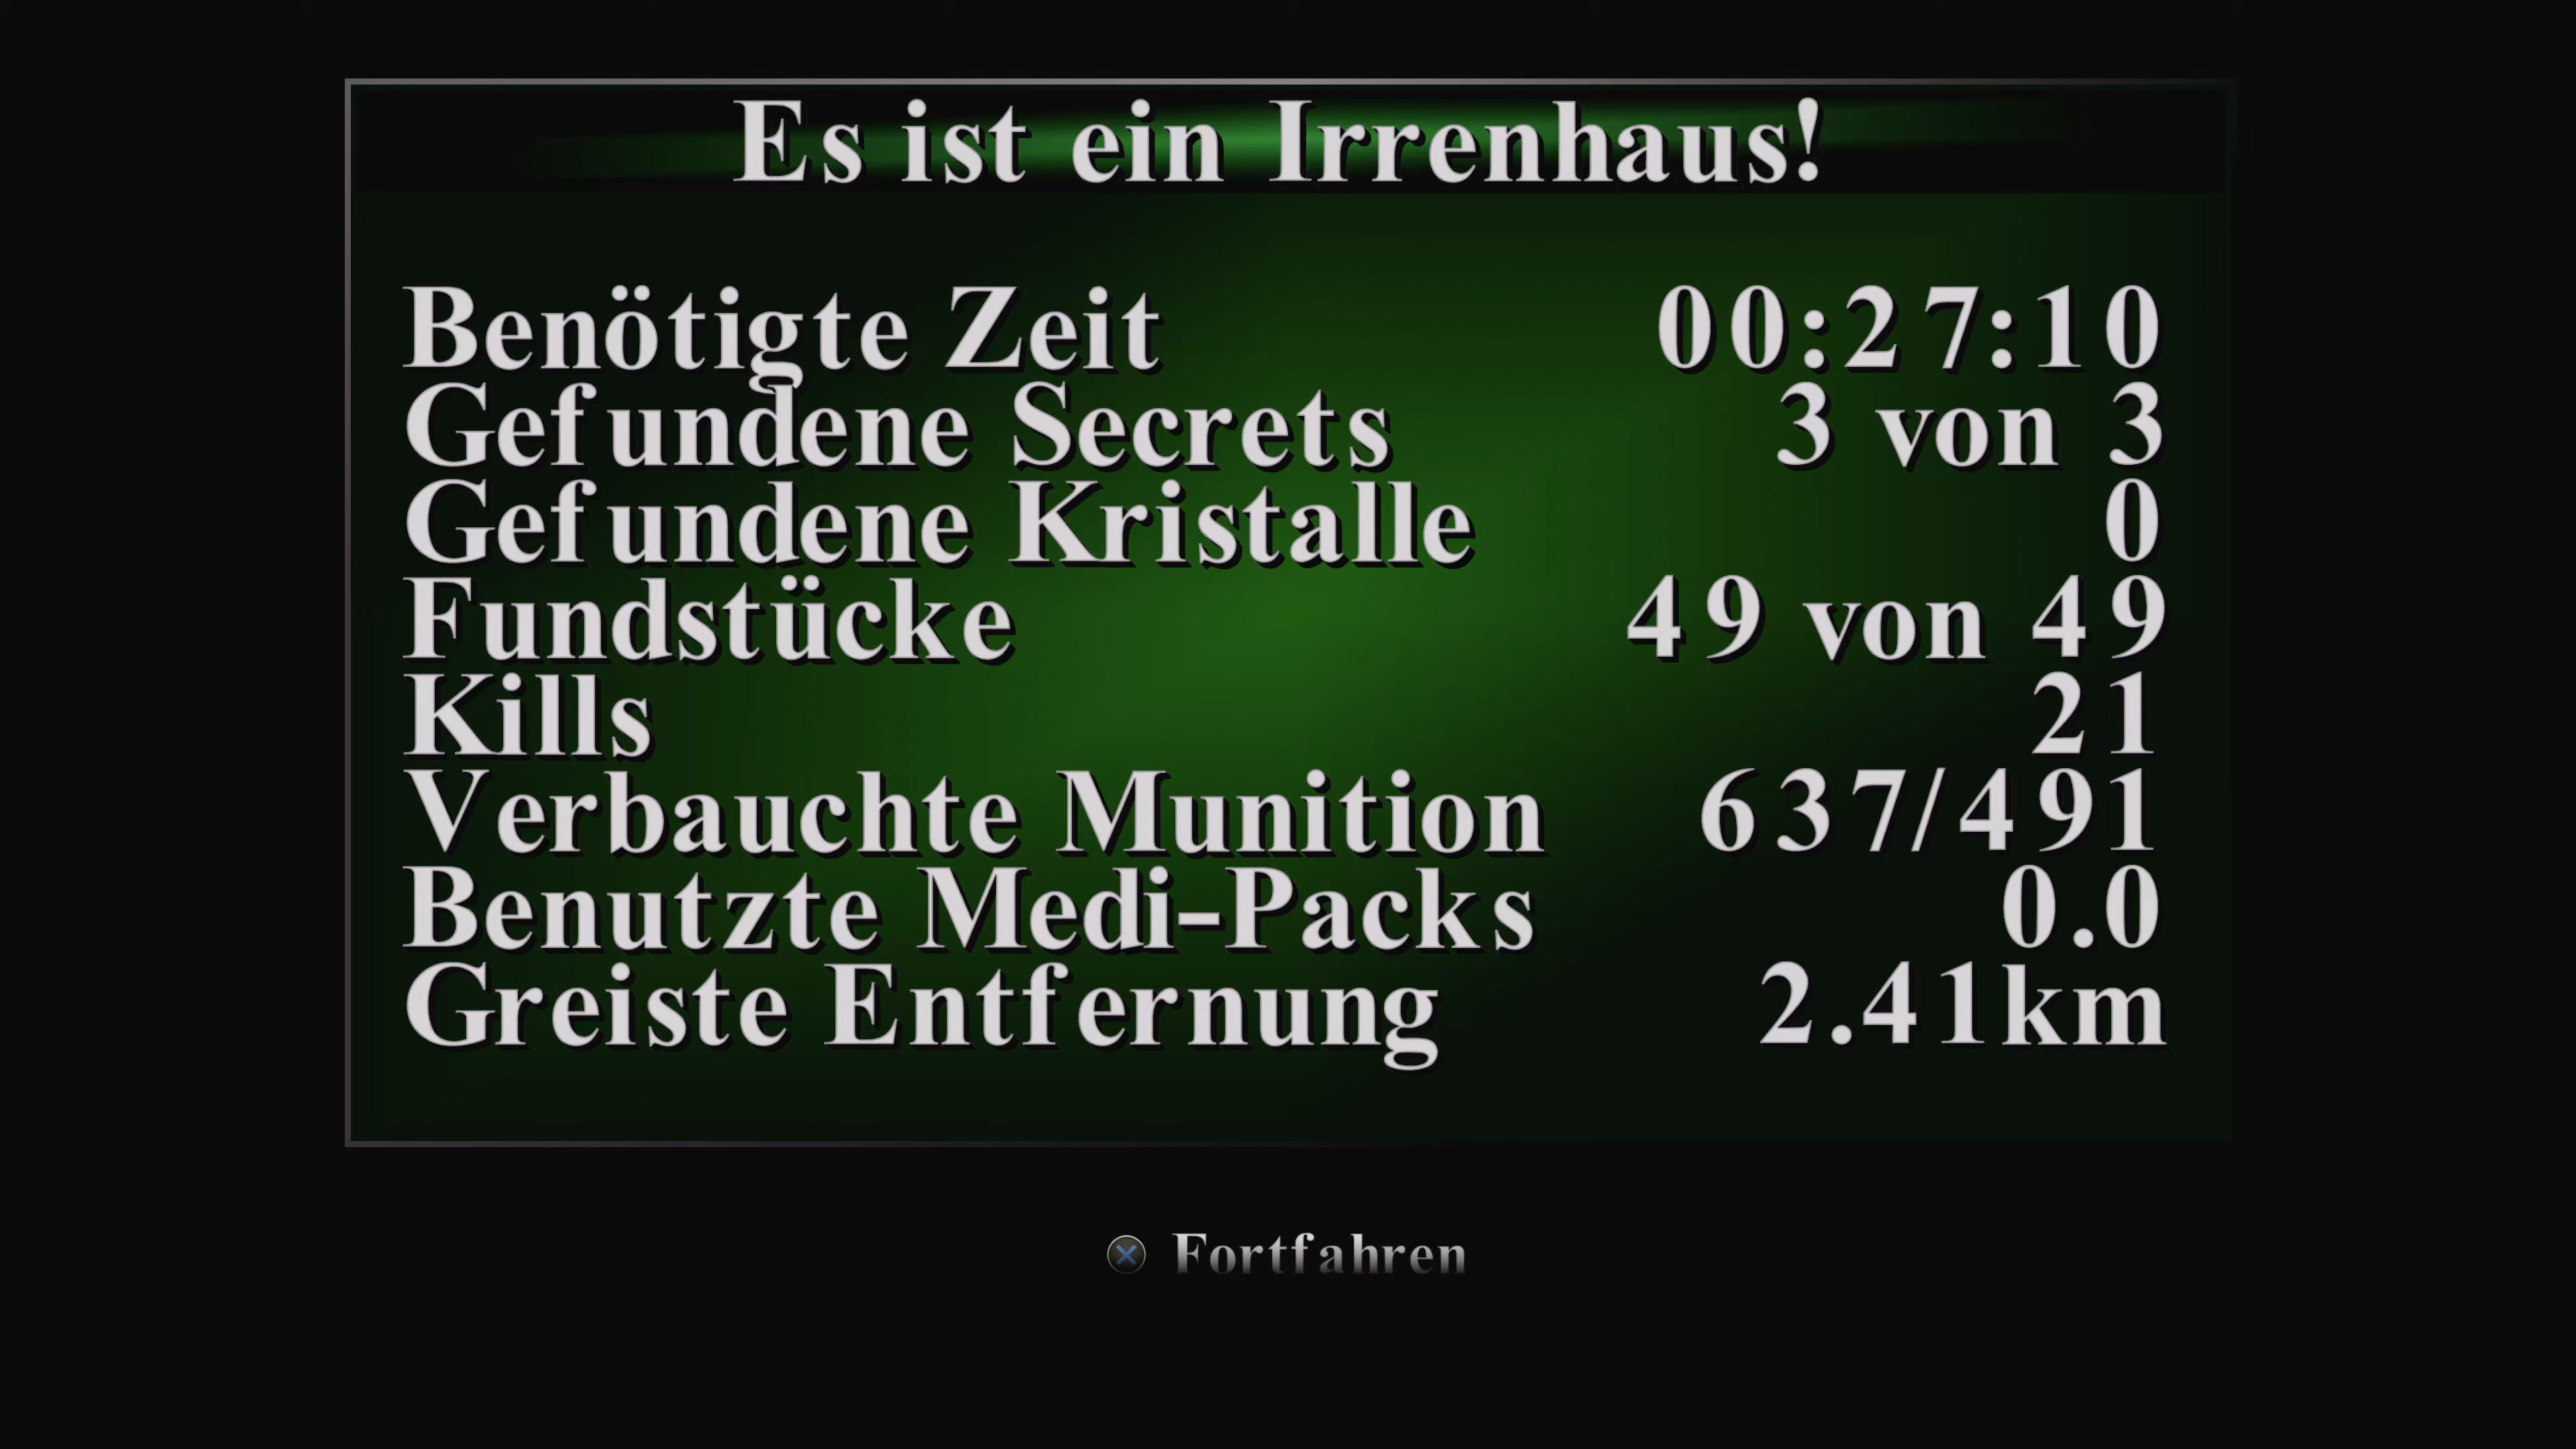 Es ist ein Irrenhaus!
Benötigte Zeit 00:27:10
Gefundene Secrets 3 von 3
Gefundene Kristalle 0
Fundstücke 49 von 49
Kills 21
Verbauchte Munition 637/491
Benutzte Medi-Packs 0.0
Greiste Entfernung 2.41km
Fortfahren